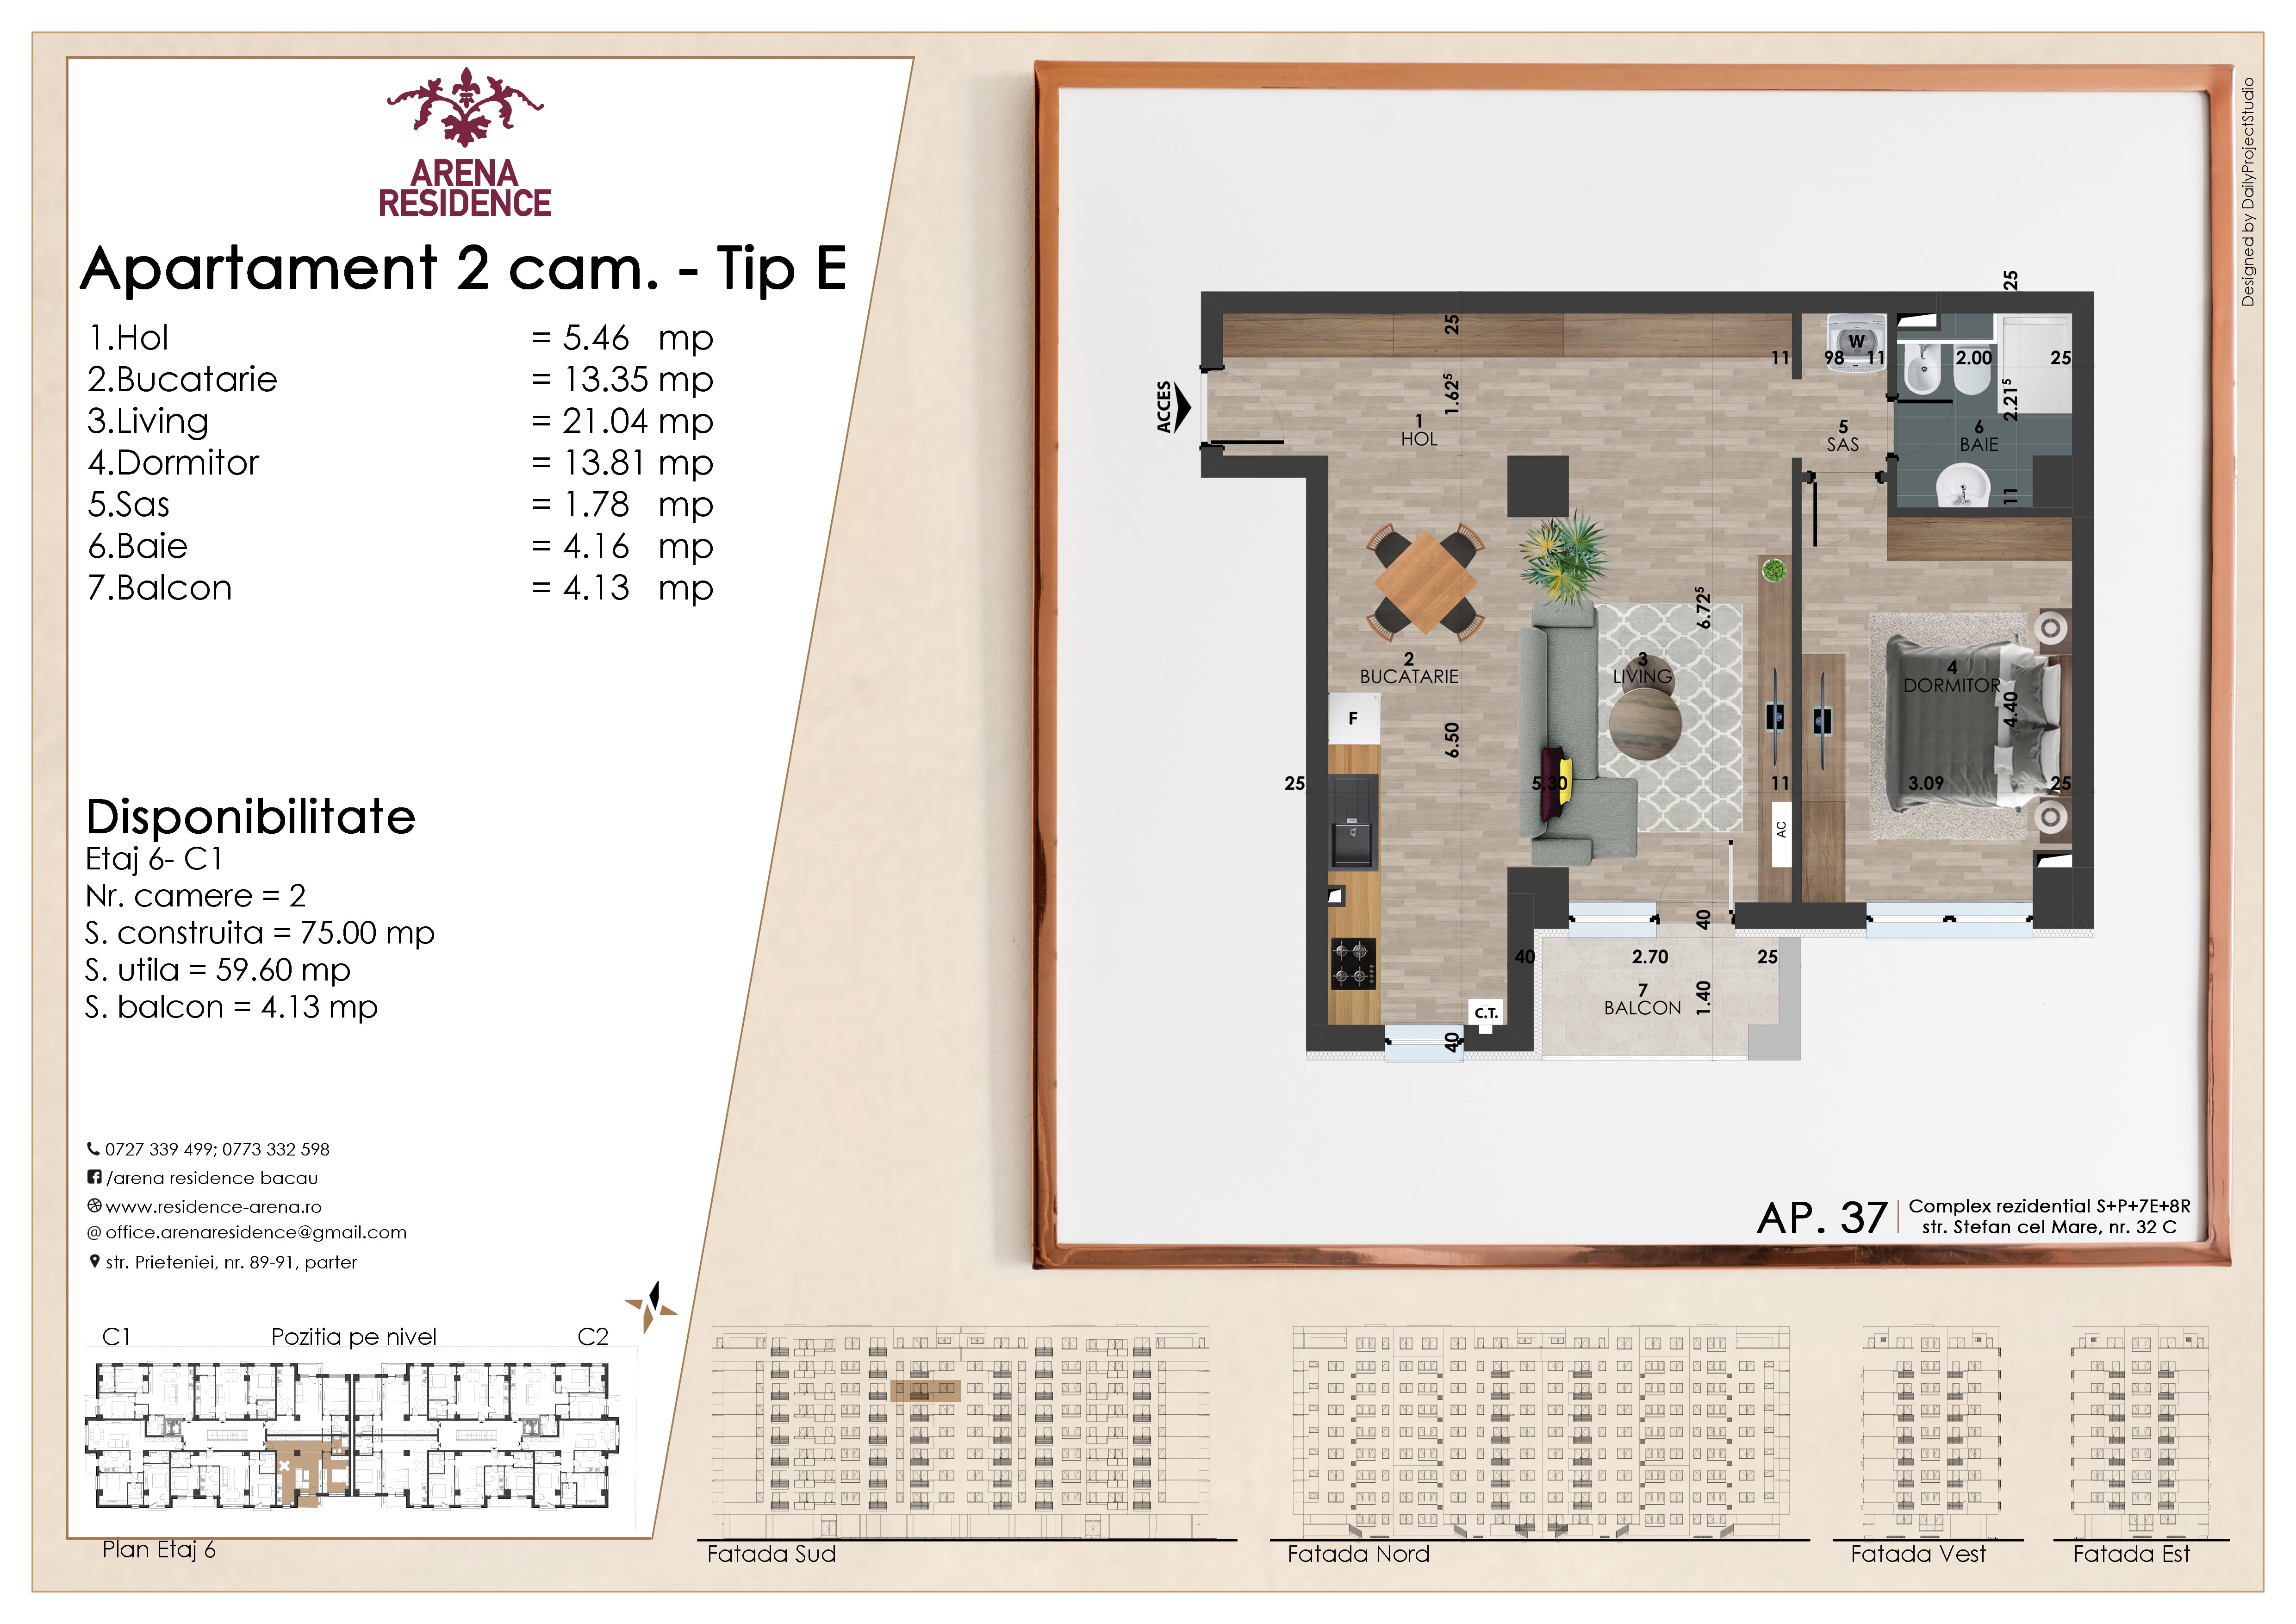 ARENA
RESIDENCE
Apartament 2 cam. - Tip E
1.Hol = 5.46 mp
2.Bucatarie = 13.35 mp
3.Living = 21.04 mp
4.Dormitor = 13.81 mp
5.Sas = 1.78 mp
6.Baie = 4.16 mp
7.Balcon = 4.13 mp
Disponibilitate
Etaj 6- C1
Nr. camere = 2
S. construita = 75.00 mp
S. utila = 59.60 mp
S. balcon = 4.13 mp
0727 339 499; 0773 332 598
/arena residence bacau
www.residence-arena.ro
@ office.arenaresidence@gmail.com
str. Prieteniei, nr. 89-91, parter
C1 Pozitia pe nivel C2
Plan Etaj 6
Designed by DailyProjectStudio
25
25
W
11 98 11 2.00 25
ACCES
1.62⁵
2.21⁵
1
HOL
5
SAS
6
BAIE
11
6.72⁵
2
BUCATARIE
3
LIVING
4
DORMITOR
4.40
F
6.50
25 5.30 11 3.09 25
AC
40
40 2.70 25
7
BALCON
1.40
C.T.
40
AP. 37
Complex rezidential S+P+7E+8R
str. Stefan cel Mare, nr. 32 C
Fatada Sud
Fatada Nord
Fatada Vest
Fatada Est